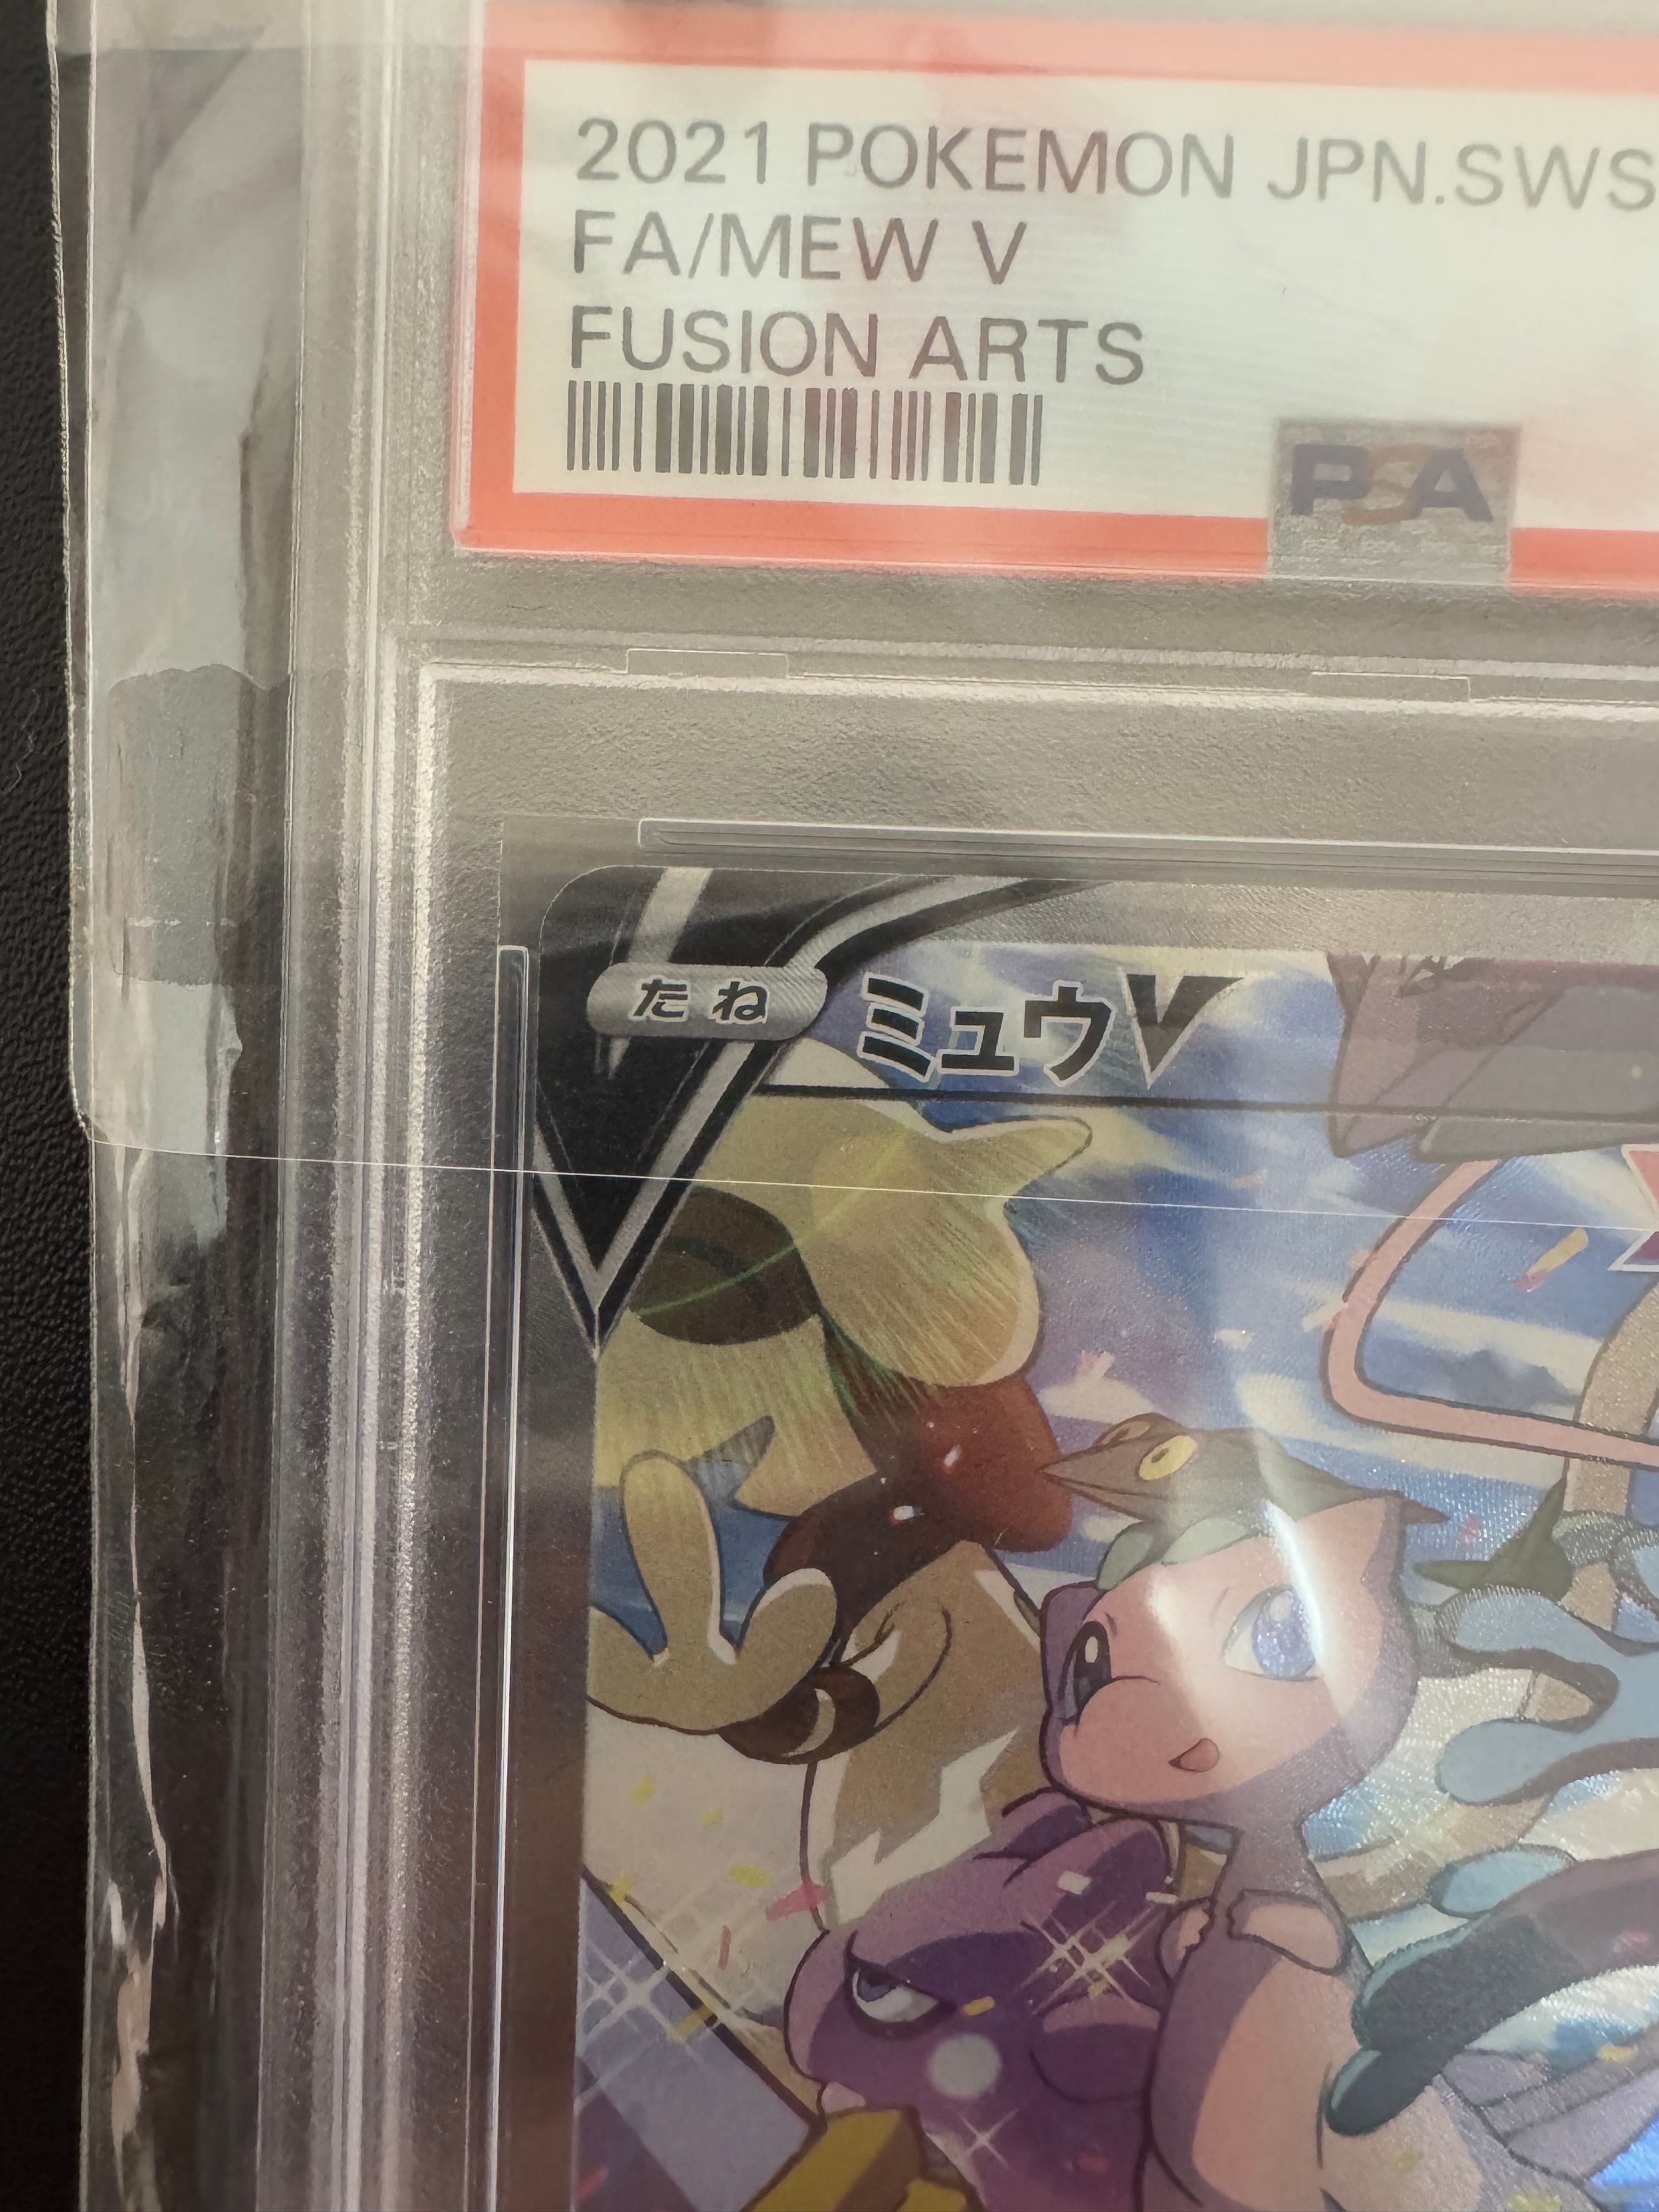 2021 POKEMON JPN.SWS
FA/MEW V
FUSION ARTS
PSA
たね ミュウV